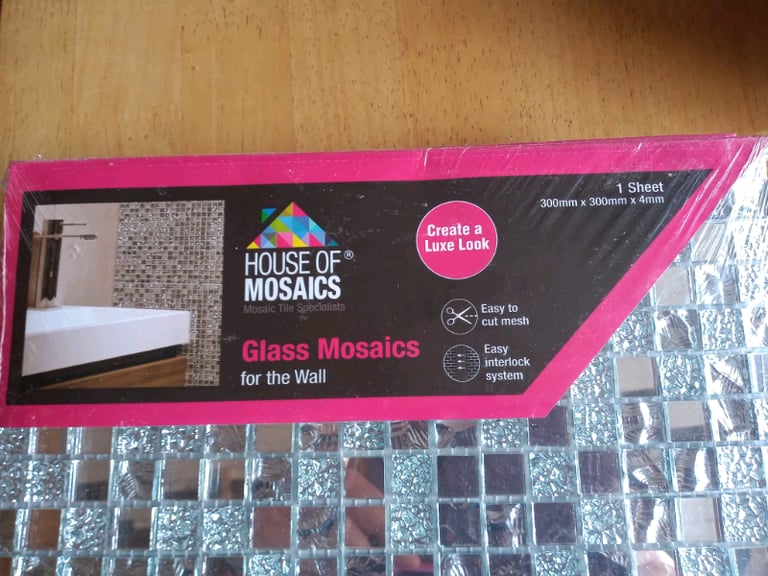 1 Sheet
300mm x 300mm x 4mm
Create a
Luxe Look
HOUSE OF ®
MOSAICS
Mosaic Tile Specialists
Easy to
cut mesh
Glass Mosaics
for the Wall
Easy
interlock
system